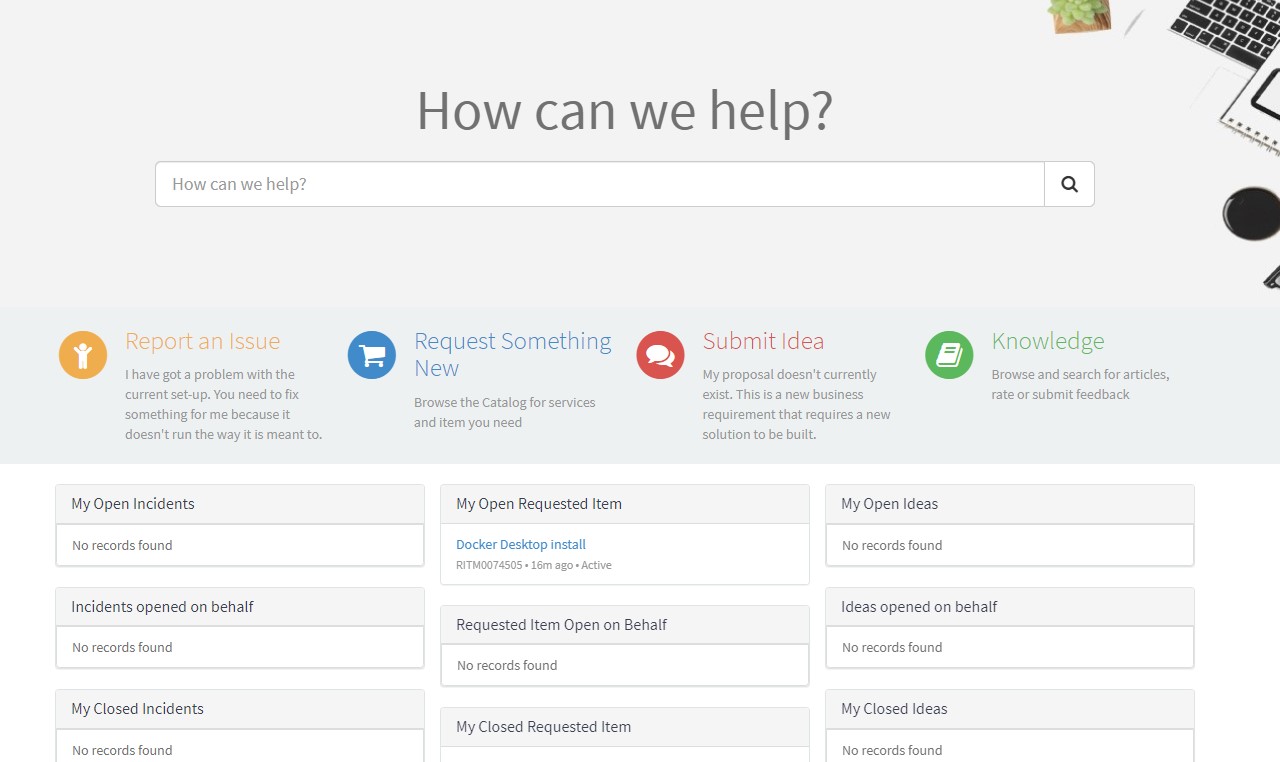 How can we help?
How can we help?
Report an Issue
I have got a problem with the
current set-up. You need to fix
something for me because it
doesn't run the way it is meant to.
Request Something
New
Browse the Catalog for services
and item you need
Submit Idea
My proposal doesn't currently
exist. This is a new business
requirement that requires a new
solution to be built.
Knowledge
Browse and search for articles,
rate or submit feedback
My Open Incidents
No records found
Incidents opened on behalf
No records found
My Closed Incidents
No records found
My Open Requested Item
Docker Desktop install
RITM0074505 • 16m ago • Active
Requested Item Open on Behalf
No records found
My Closed Requested Item
My Open Ideas
No records found
Ideas opened on behalf
No records found
My Closed Ideas
No records found